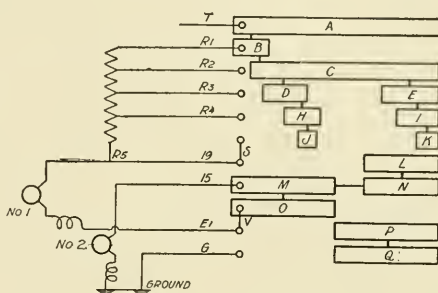 T A
R1 B
R2 C
R3 D E
R4 H I
J K
S
R5 19 L
15 M N
No 1 O
E1 V
No 2 P
G Q
GROUND